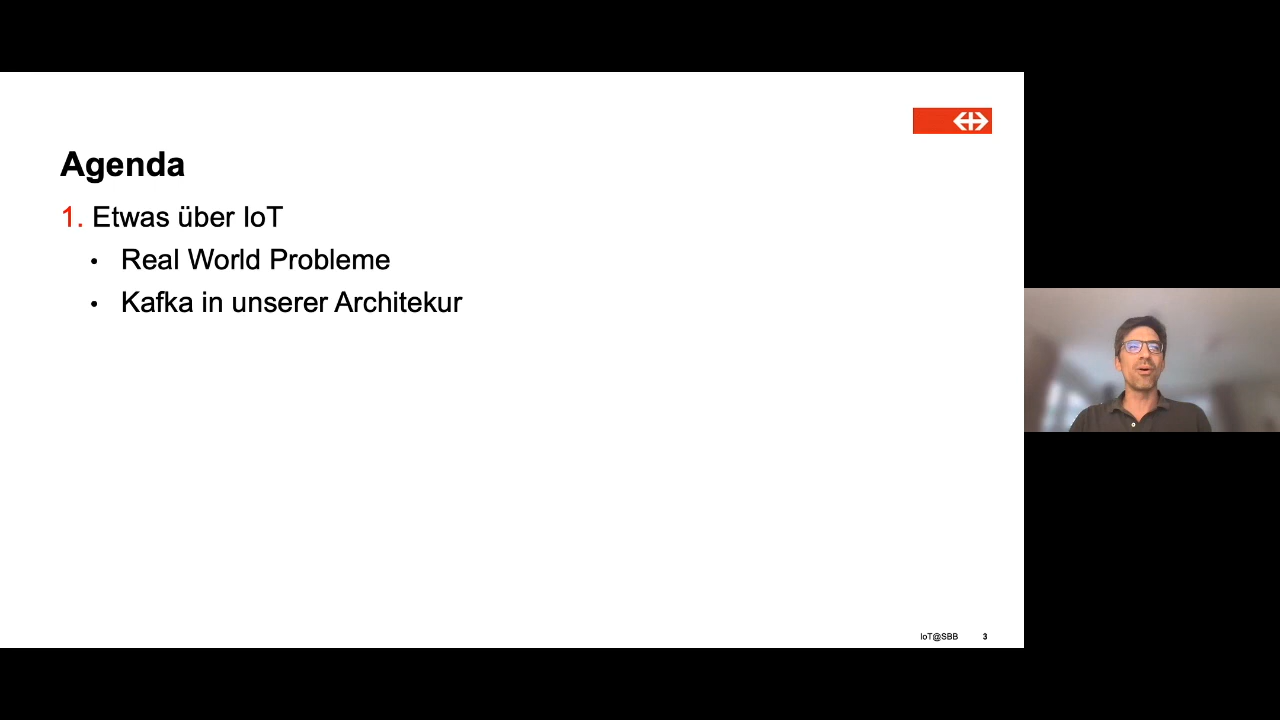 Agenda
1. Etwas über IoT
• Real World Probleme
• Kafka in unserer Architekur
IoT@SBB 3